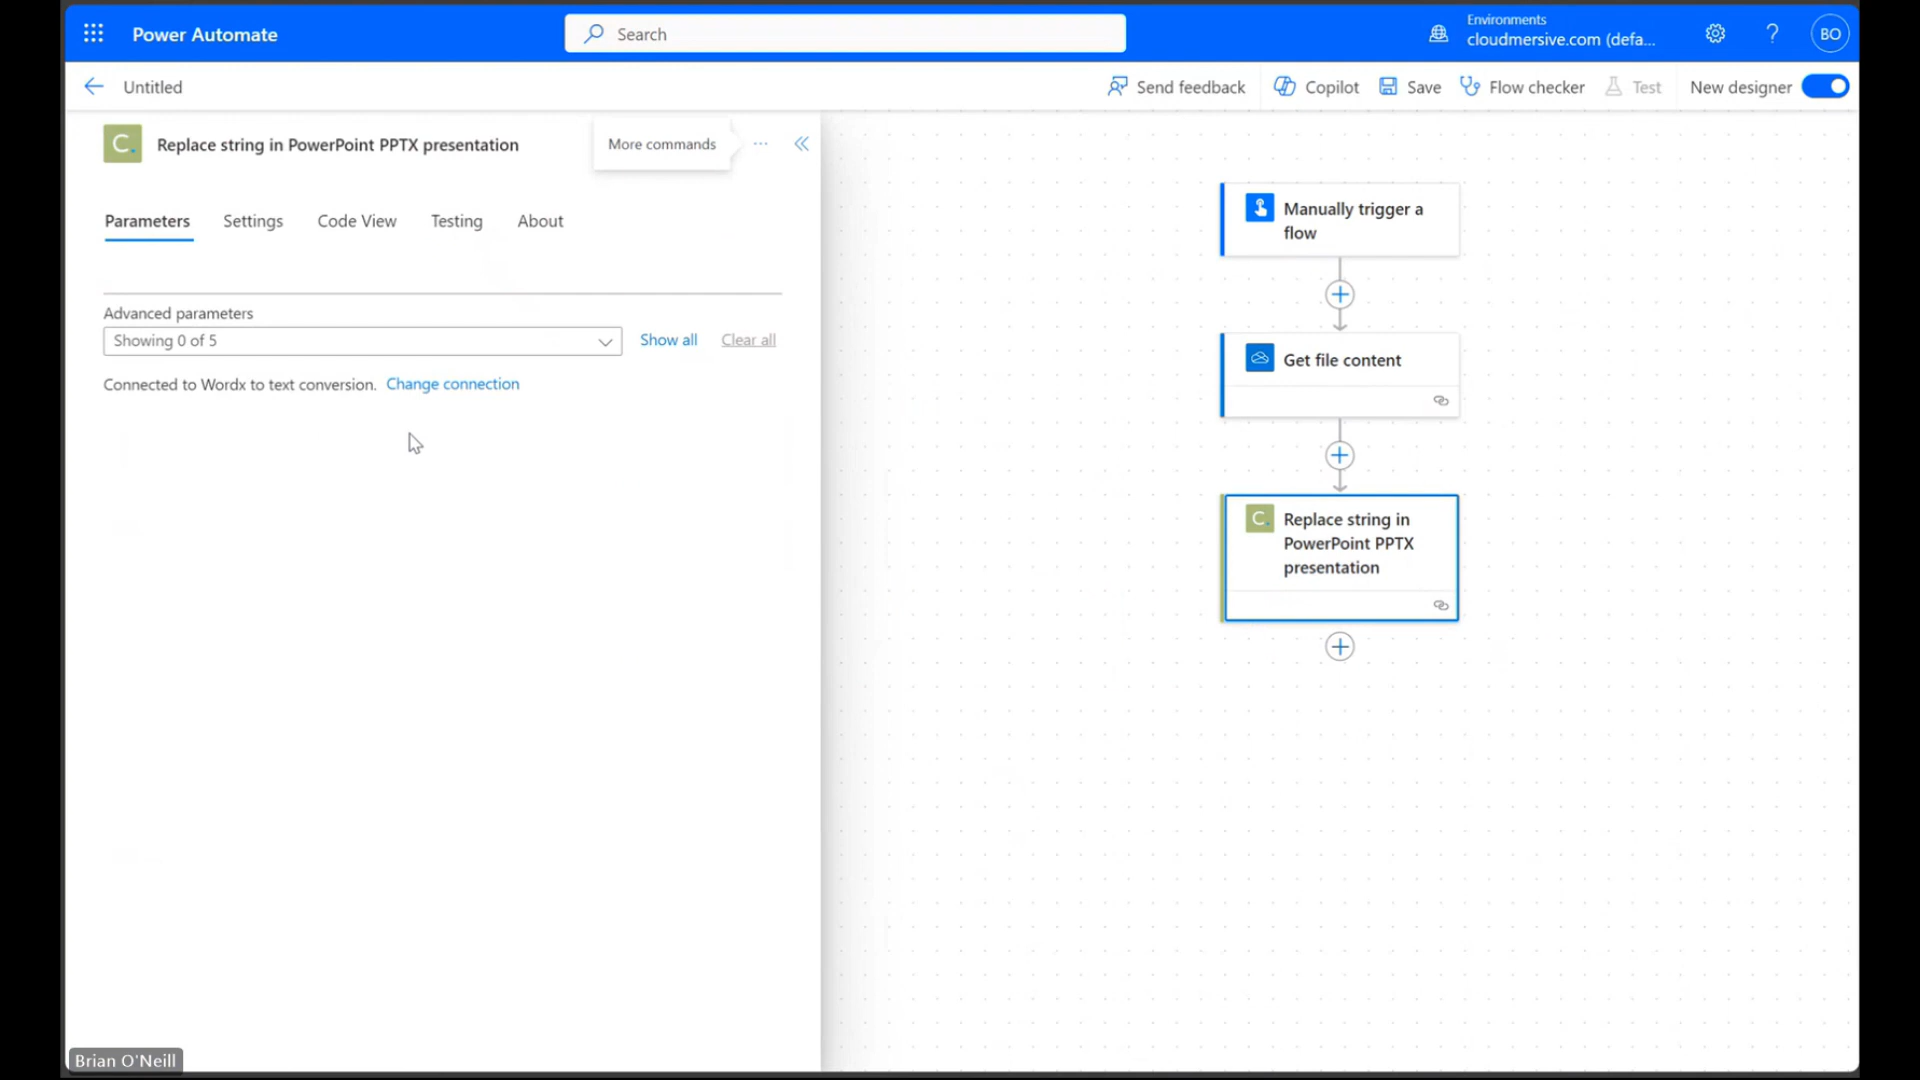 Power Automate
Search
Environments
cloudmersive.com (defa...
BO
Untitled
Send feedback
Copilot
Save
Flow checker
Test
New designer
C.
Replace string in PowerPoint PPTX presentation
More commands
Parameters
Settings
Code View
Testing
About
Advanced parameters
Showing 0 of 5
Show all
Clear all
Connected to Wordx to text conversion. Change connection
Manually trigger a
flow
Get file content
C.
Replace string in
PowerPoint PPTX
presentation
Brian O'Neill